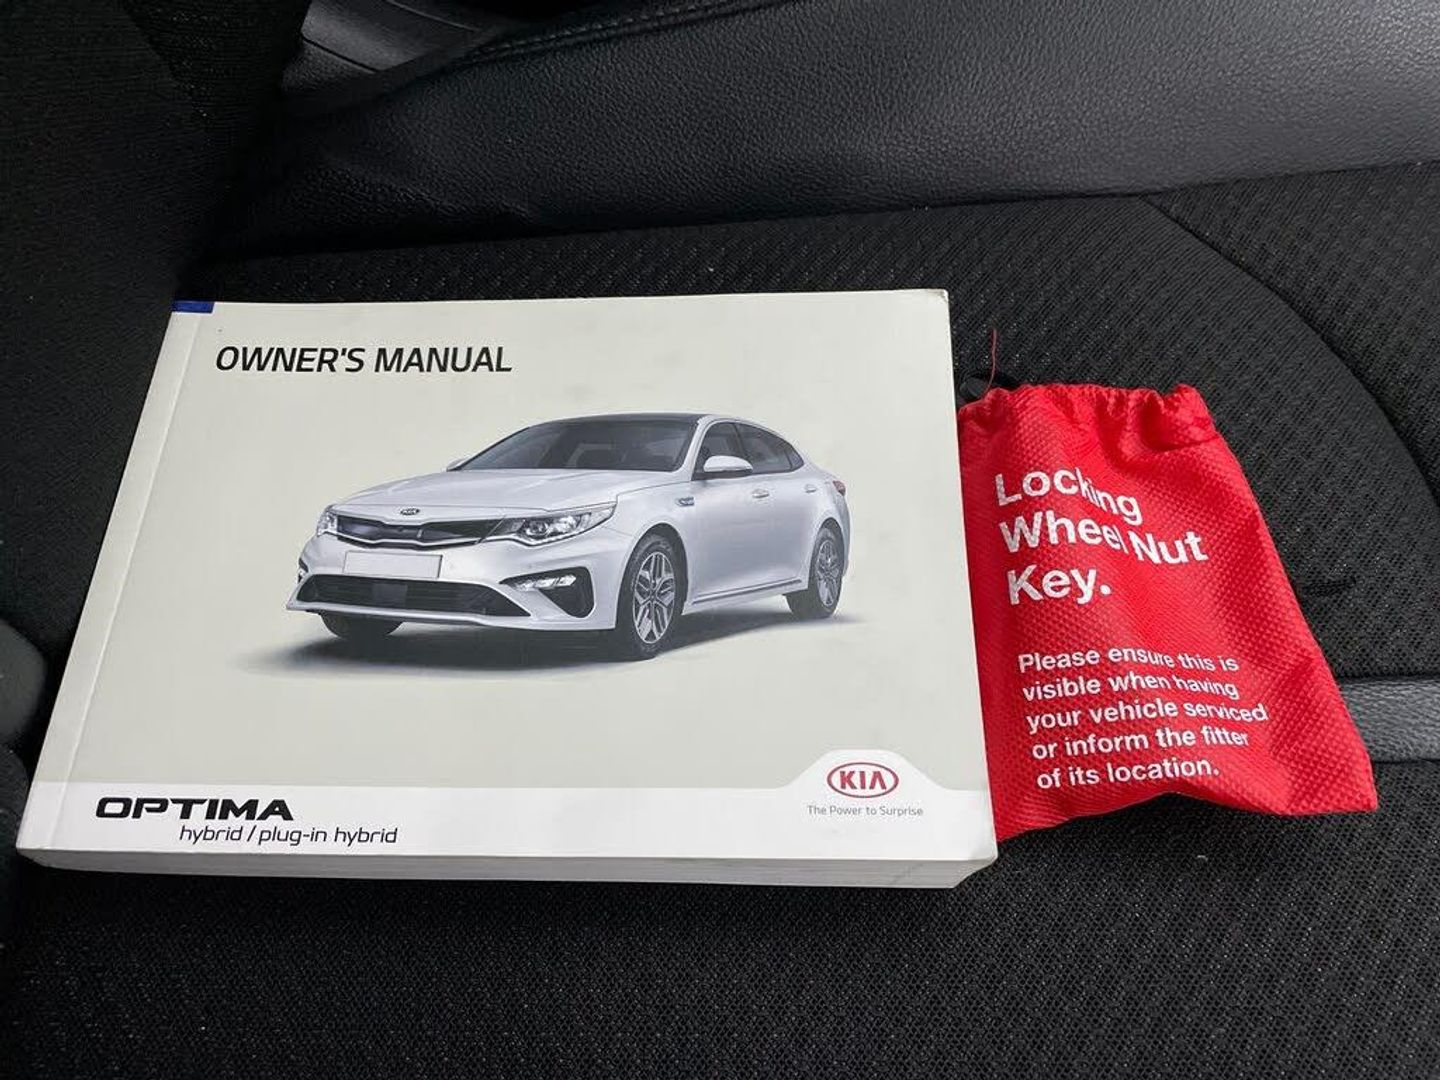 OWNER'S MANUAL
KIA
OPTIMA
hybrid / plug-in hybrid
KIA
The Power to Surprise
Locking
Wheel Nut
Key.
Please ensure this is
visible when having
your vehicle serviced
or inform the fitter
of its location.